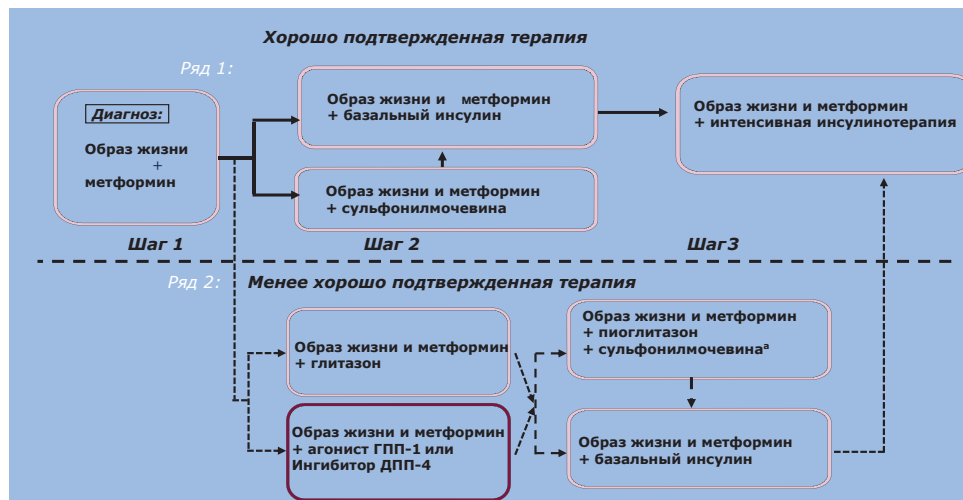 Хорошо подтвержденная терапия
Ряд 1:
Диагноз:
Образ жизни
+
метформин
Образ жизни и метформин
+ базальный инсулин
Образ жизни и метформин
+ сульфонилмочевина
Образ жизни и метформин
+ интенсивная инсулинотерапия
Шаг 1
Шаг 2
Шаг3
Ряд 2:
Менее хорошо подтвержденная терапия
Образ жизни и метформин
+ глитазон
Образ жизни и метформин
+ агонист ГПП-1 или
Ингибитор ДПП-4
Образ жизни и метформин
+ пиоглитазон
+ сульфонилмочевинаᵃ
Образ жизни и метформин
+ базальный инсулин